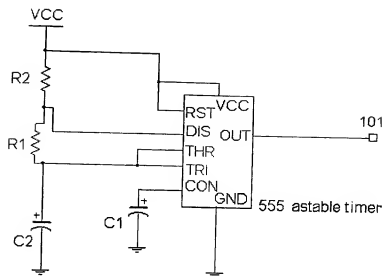 VCC
R2
R1
C2
C1
RST
VCC
DIS
OUT
THR
TRI
CON
GND
101
555 astable timer
+
+